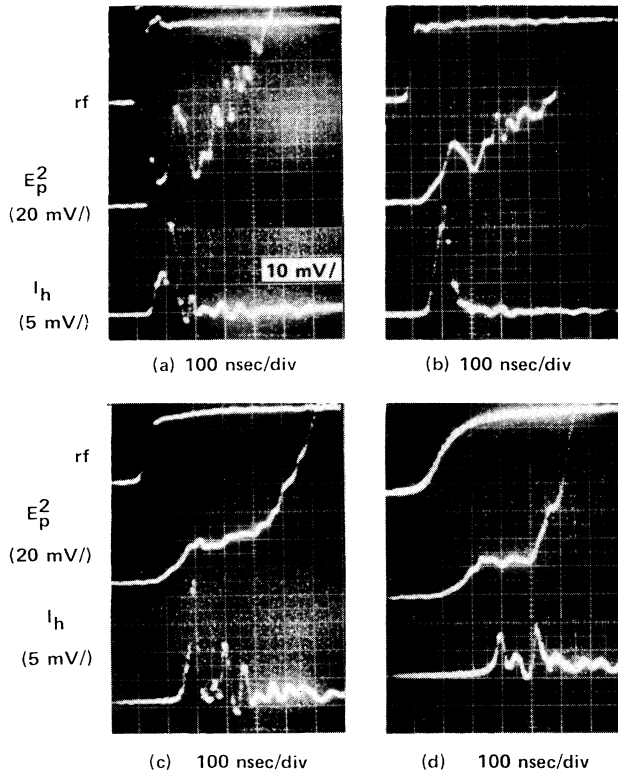 rf
E_p^2
(20 mV/)
I_h
(5 mV/)
10 mV/
(a) 100 nsec/div
(b) 100 nsec/div
rf
E_p^2
(20 mV/)
I_h
(5 mV/)
(c) 100 nsec/div
(d) 100 nsec/div